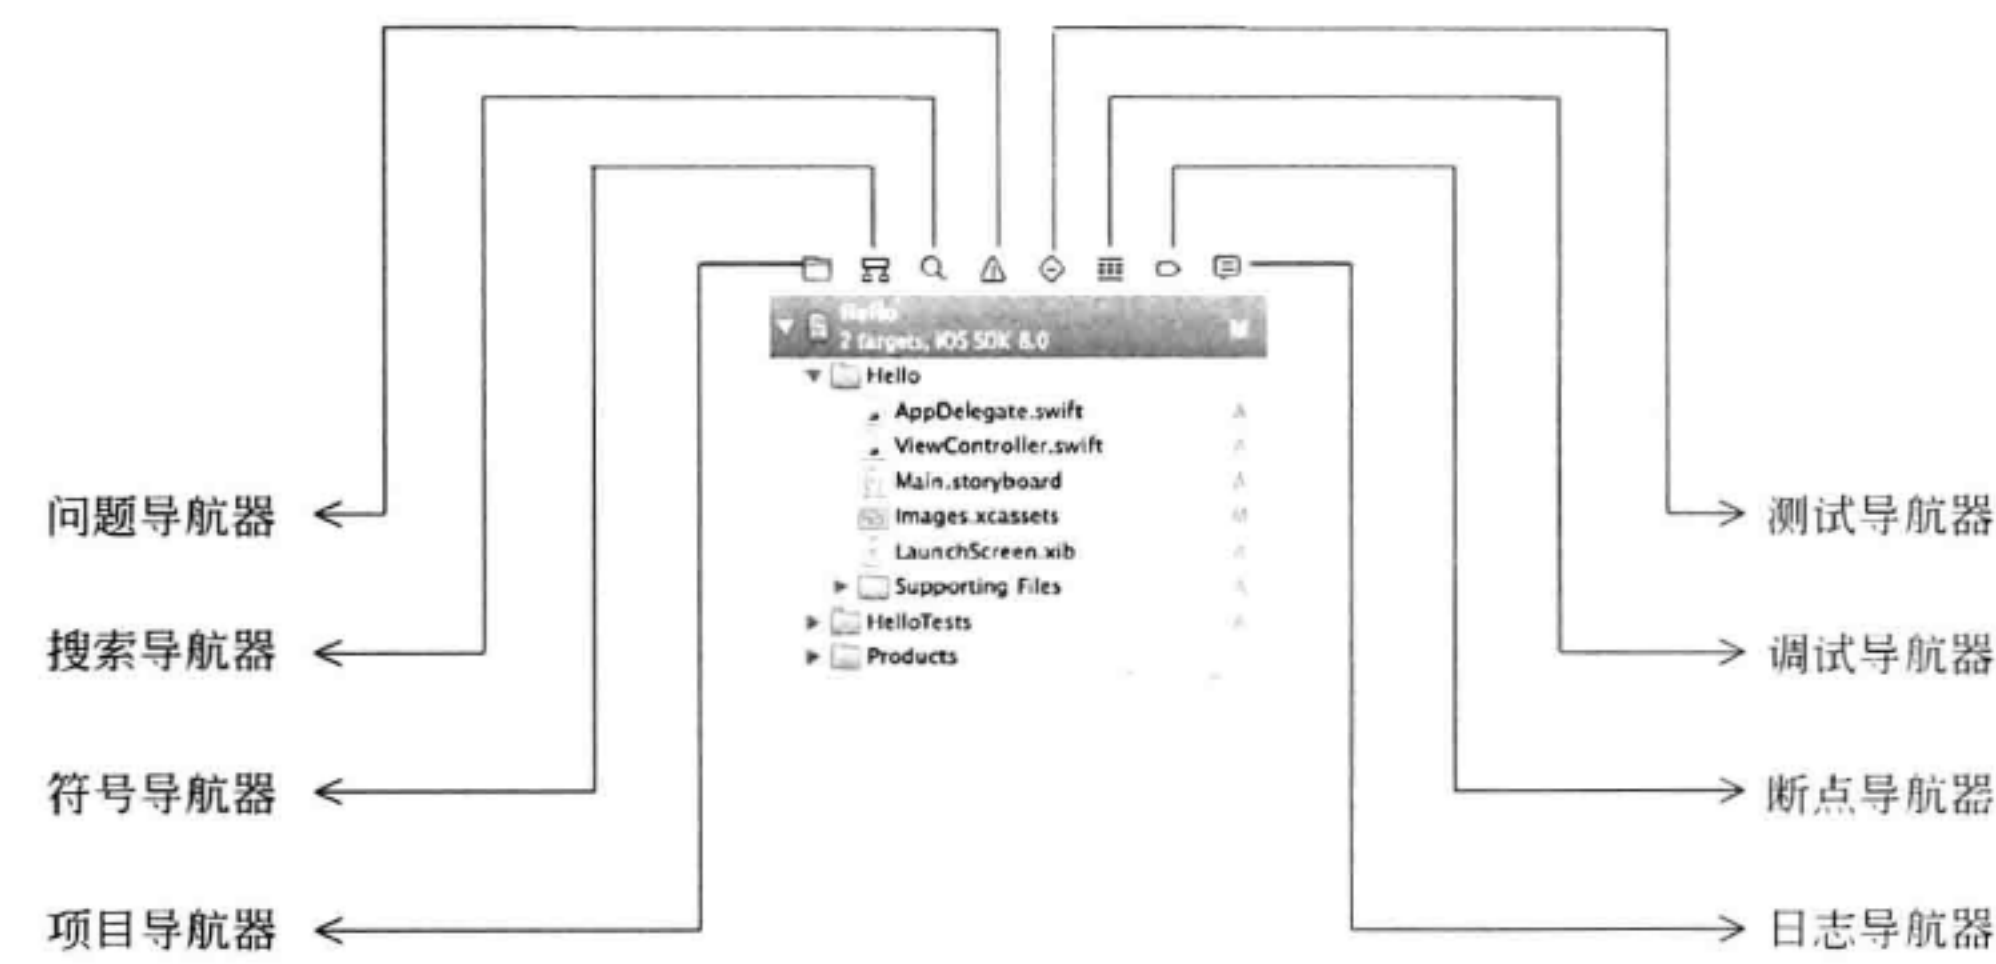 Hello
2 targets, iOS SDK 8.0 M
Hello
AppDelegate.swift A
ViewController.swift A
Main.storyboard A
Images.xcassets M
LaunchScreen.xib A
Supporting Files A
HelloTests A
Products
问题导航器
搜索导航器
符号导航器
项目导航器
测试导航器
调试导航器
断点导航器
日志导航器